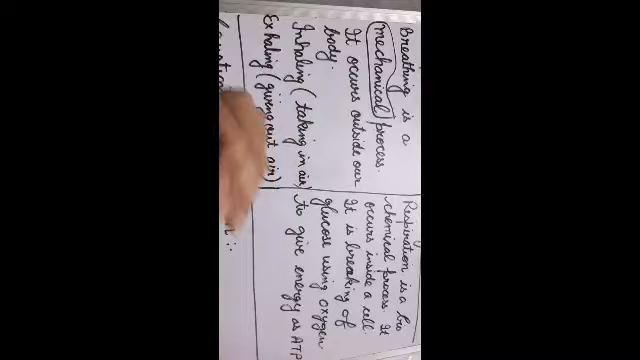 Breathing is a
mechanical process.
It occurs outside our
body.
Inhaling (taking in air)
Exhaling (giving out air)
Respiration is a bio
chemical process It
occurs inside a cell.
It is breaking of
glucose using oxygen
to give energy as ATP